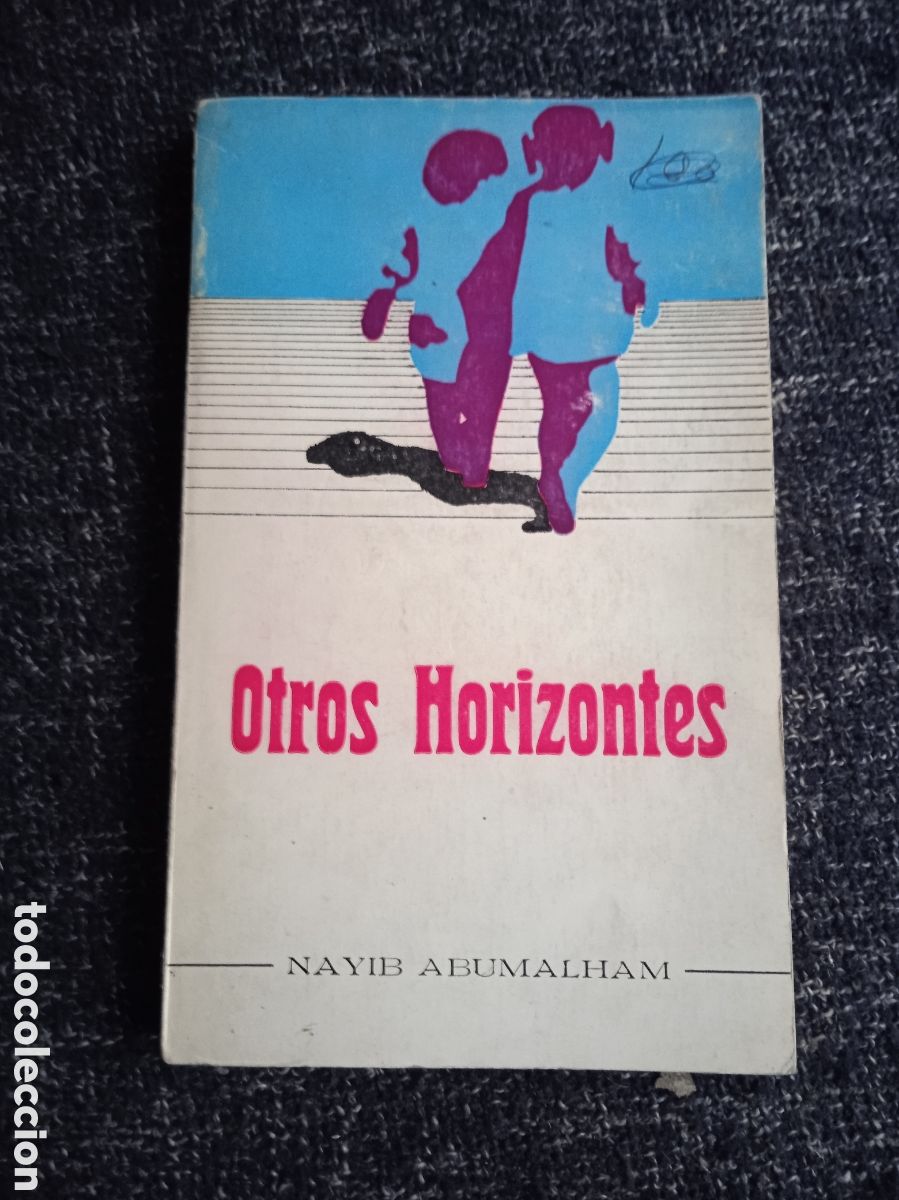 Otros Horizontes
NAYIB ABUMALHAM
todocoleccion